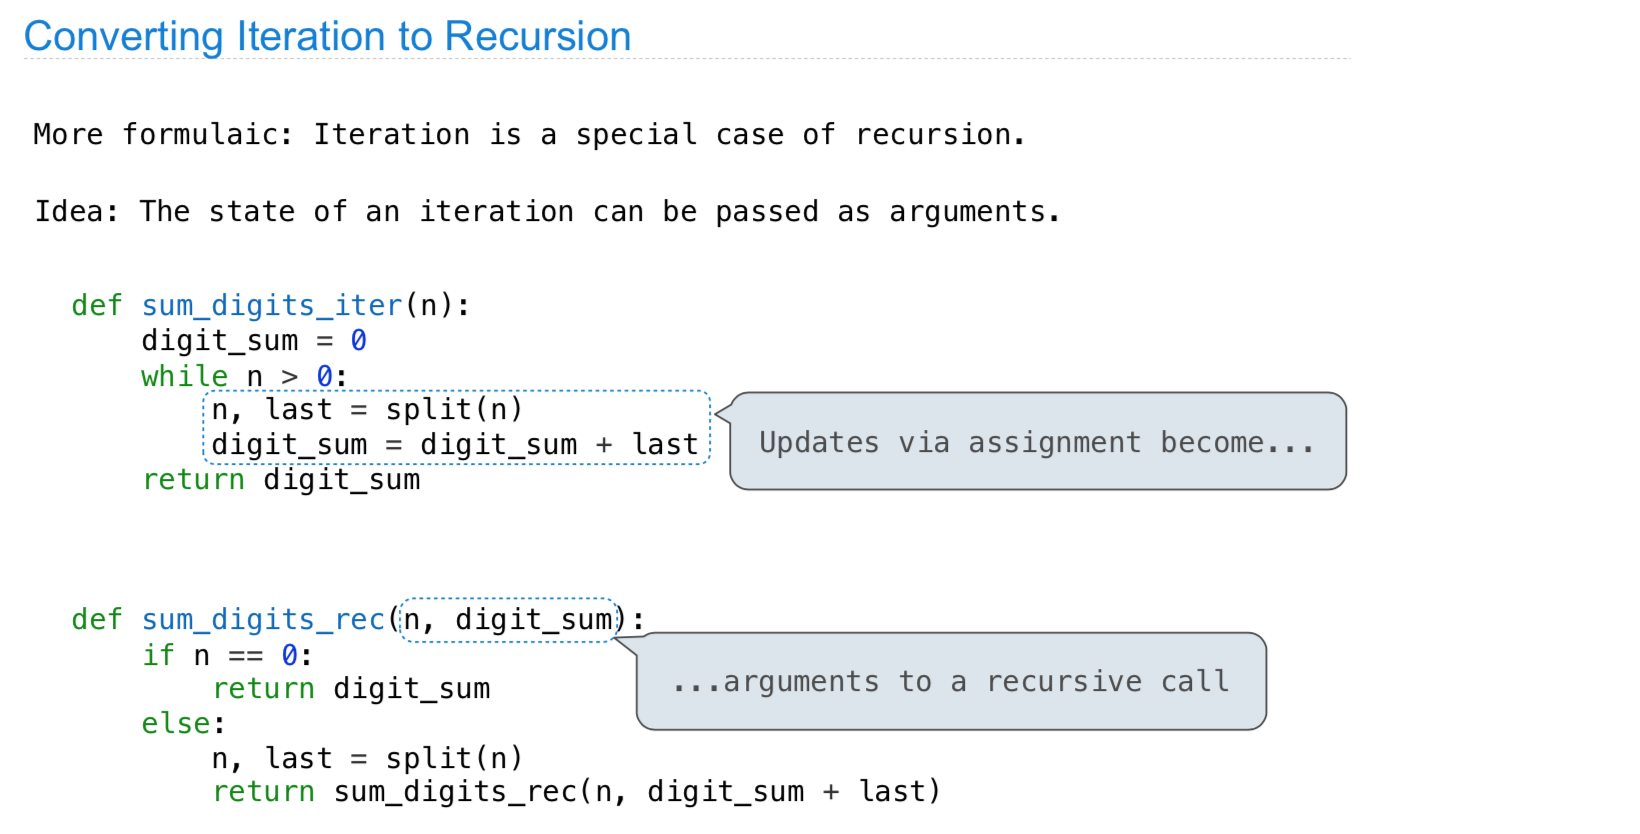 Converting Iteration to Recursion
More formulaic: Iteration is a special case of recursion.
Idea: The state of an iteration can be passed as arguments.
def sum_digits_iter(n):
    digit_sum = 0
    while n > 0:
        n, last = split(n)
        digit_sum = digit_sum + last
    return digit_sum
Updates via assignment become...
def sum_digits_rec(n, digit_sum):
    if n == 0:
        return digit_sum
    else:
        n, last = split(n)
        return sum_digits_rec(n, digit_sum + last)
...arguments to a recursive call